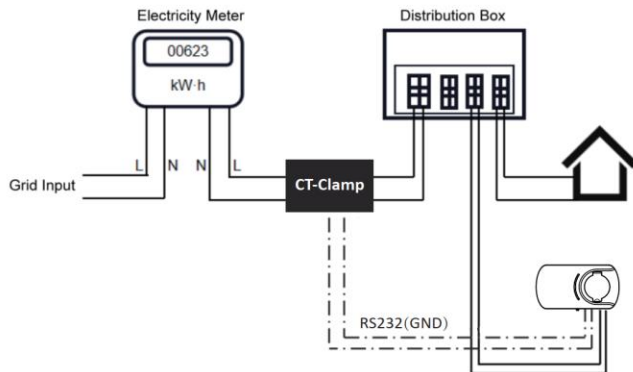 Electricity Meter
Distribution Box
00623
kW·h
L N N L
Grid Input
CT-Clamp
RS232(GND)